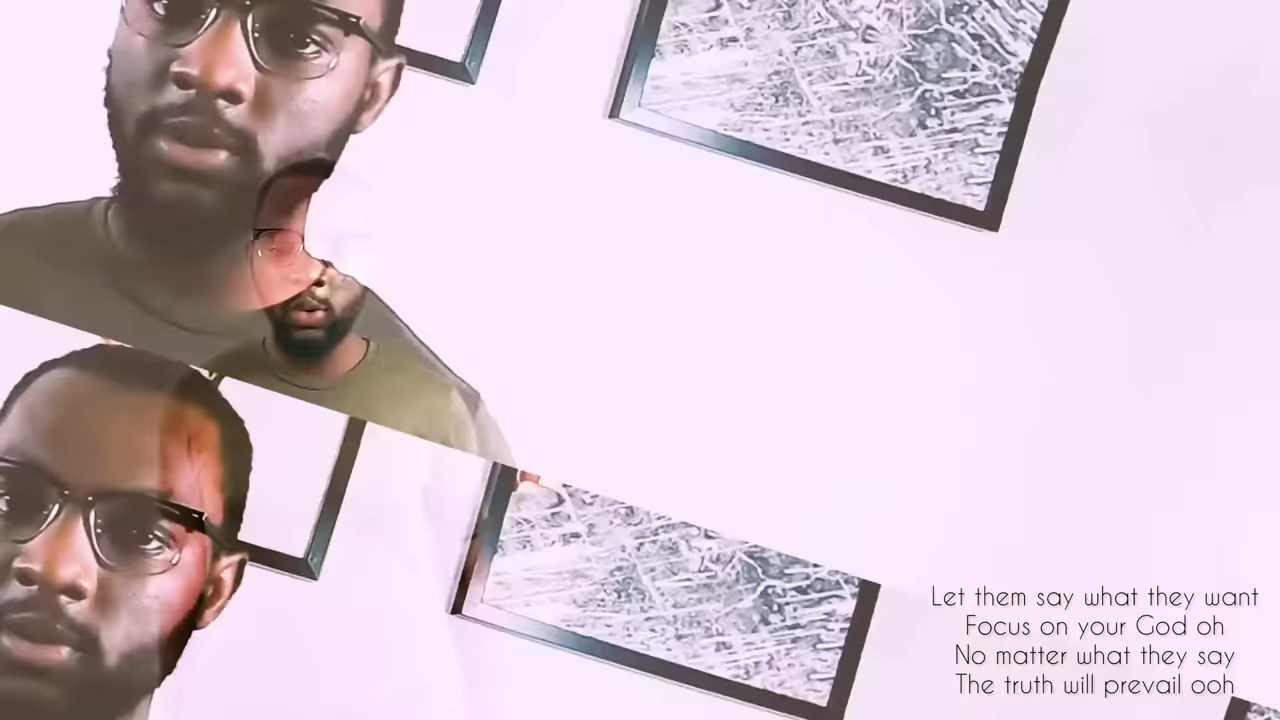 Let them say what they want
Focus on your God oh
No matter what they say
The truth will prevail ooh